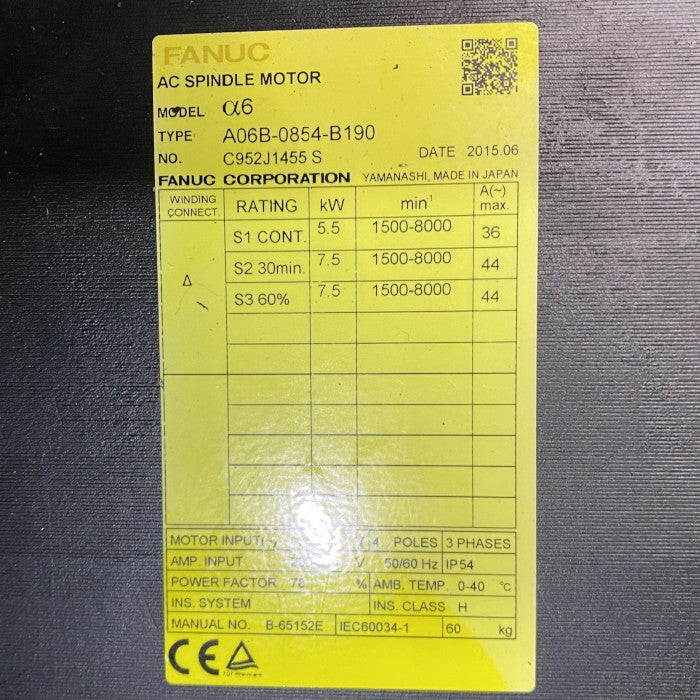 FANUC
AC SPINDLE MOTOR
MODEL α6
TYPE A06B-0854-B190
NO. C952J1455 S DATE 2015.06
FANUC CORPORATION YAMANASHI, MADE IN JAPAN
WINDING CONNECT. RATING kW min⁻¹ A(~) max.
S1 CONT. 5.5 1500-8000 36
Δ S2 30min. 7.5 1500-8000 44
S3 60% 7.5 1500-8000 44
MOTOR INPUT 4 POLES 3 PHASES
AMP. INPUT V 50/60 Hz IP54
POWER FACTOR 78 % AMB. TEMP. 0-40 °C
INS. SYSTEM INS. CLASS H
MANUAL NO. B-65152E IEC60034-1 60 kg
CE